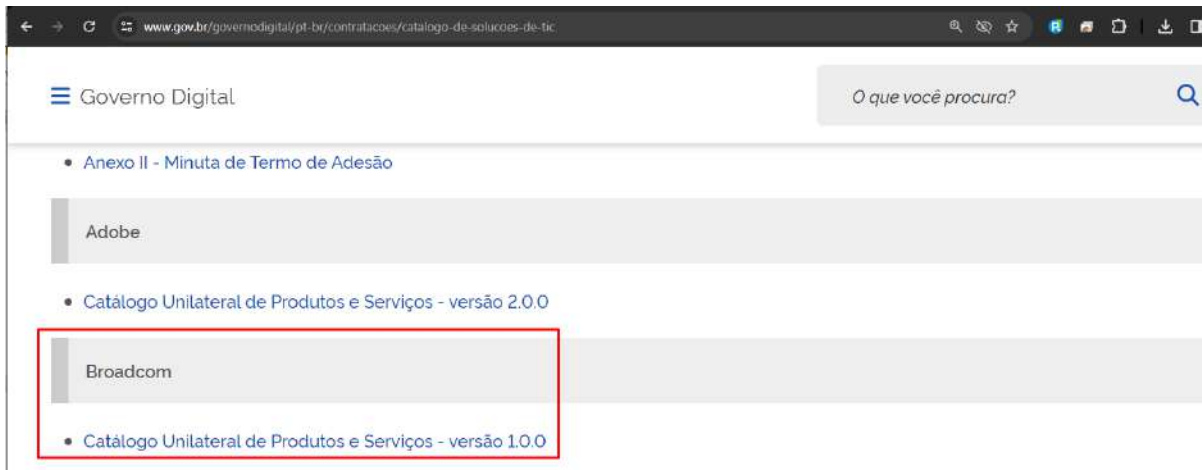 www.gov.br/governodigital/pt-br/contratacoes/catalogo-de-solucoes-de-tic
Governo Digital
O que você procura?
Anexo II - Minuta de Termo de Adesão
Adobe
Catálogo Unilateral de Produtos e Serviços - versão 2.0.0
Broadcom
Catálogo Unilateral de Produtos e Serviços - versão 1.0.0